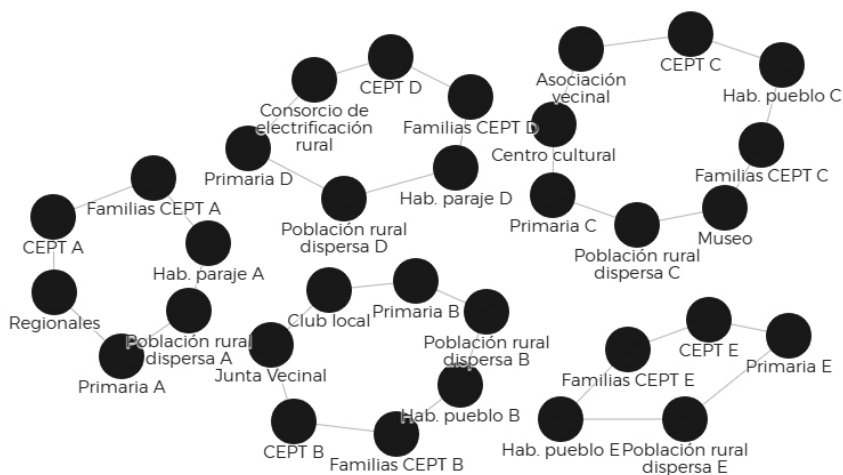 CEPT D
Consorcio de
electrificación
rural
Familias CEPT D
Primaria D
Hab. paraje D
Población rural
dispersa D
Asociación
vecinal
CEPT C
Hab. pueblo C
Centro cultural
Familias CEPT C
Primaria C
Museo
Población rural
dispersa C
Familias CEPT A
CEPT A
Hab. paraje A
Regionales
Población rural
dispersa A
Primaria A
Club local
Primaria B
Población rural
dispersa B
Junta Vecinal
Hab. pueblo B
CEPT B
Familias CEPT B
CEPT E
Primaria E
Familias CEPT E
Hab. pueblo E
Población rural
dispersa E